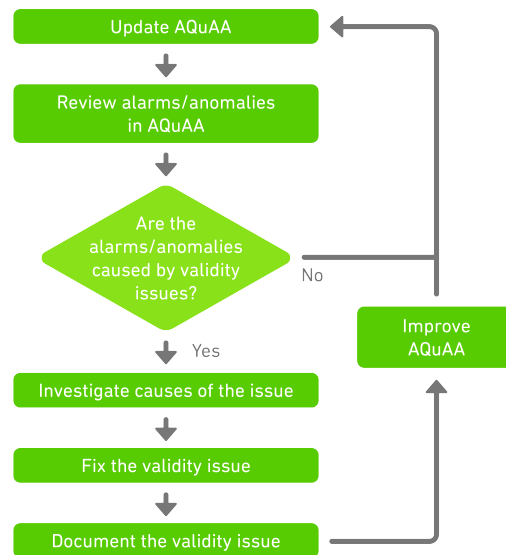 Update AQuAA
Review alarms/anomalies
in AQuAA
Are the
alarms/anomalies
caused by validity
issues?
No
Improve
AQuAA
Yes
Investigate causes of the issue
Fix the validity issue
Document the validity issue